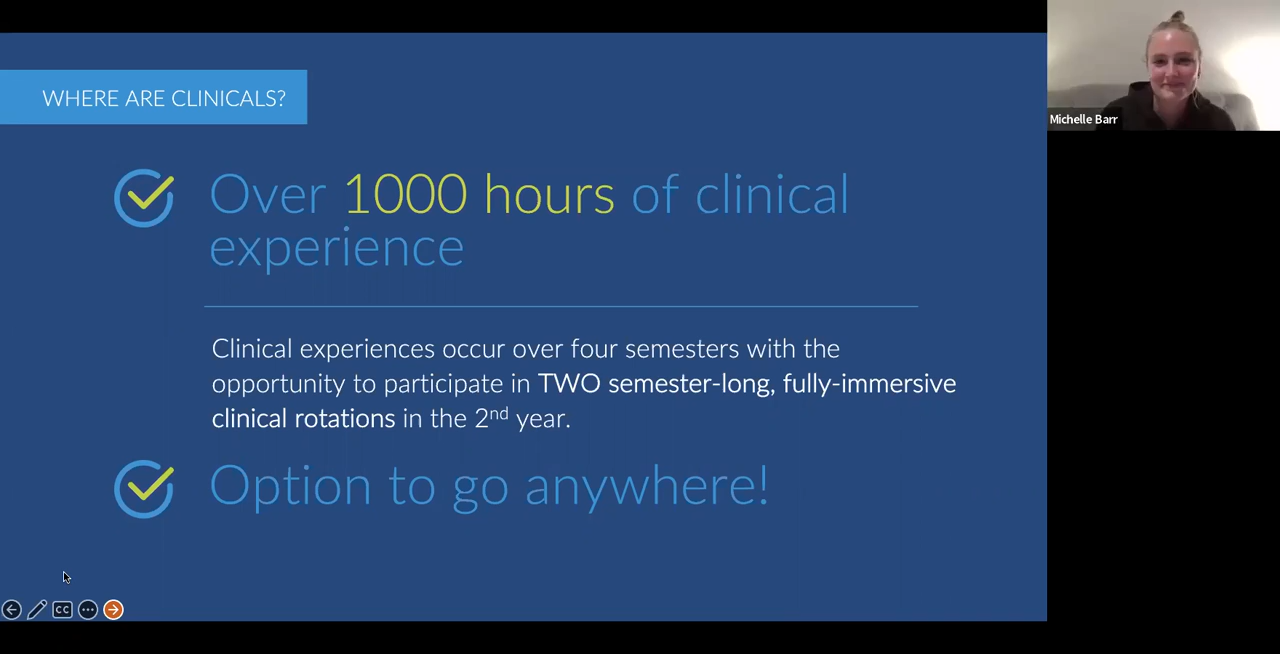 WHERE ARE CLINICALS?
Michelle Barr
Over 1000 hours of clinical
experience
Clinical experiences occur over four semesters with the
opportunity to participate in TWO semester-long, fully-immersive
clinical rotations in the 2nd year.
Option to go anywhere!
CC